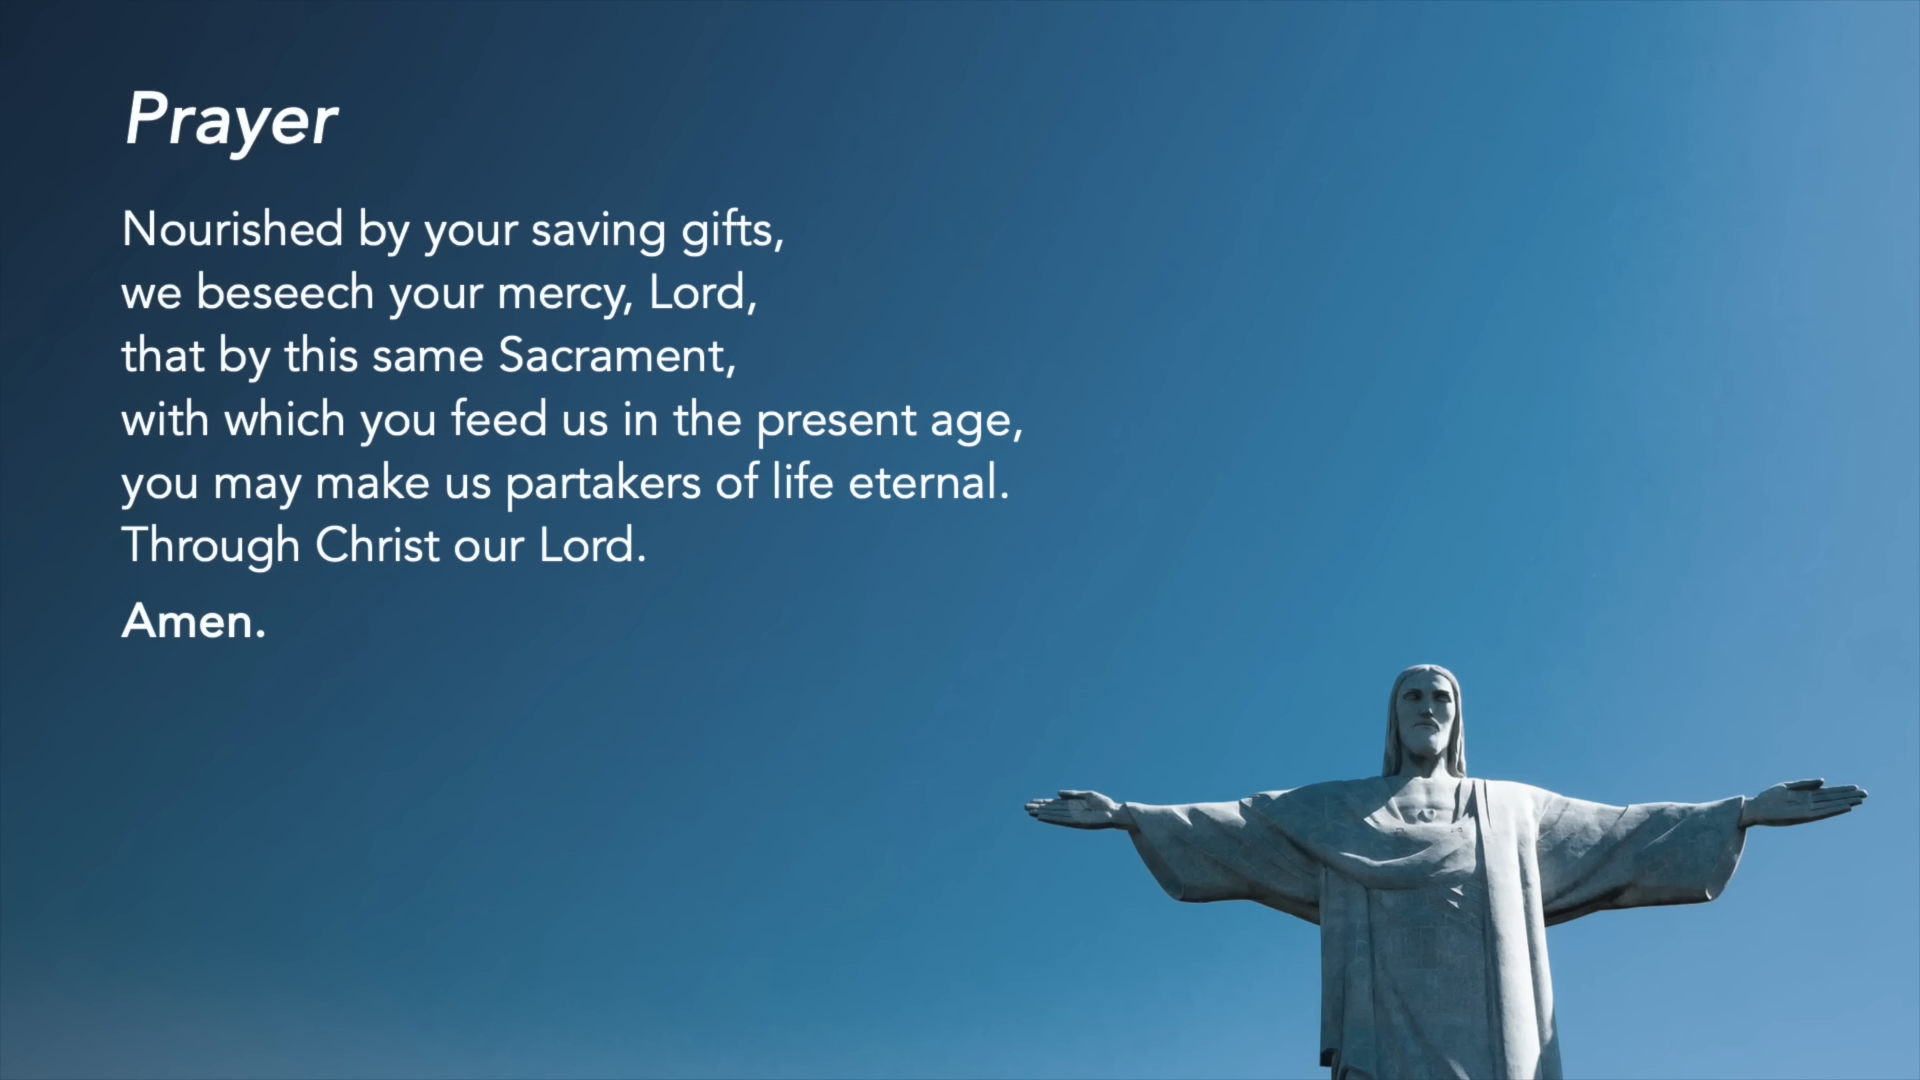 Prayer
Nourished by your saving gifts,
we beseech your mercy, Lord,
that by this same Sacrament,
with which you feed us in the present age,
you may make us partakers of life eternal.
Through Christ our Lord.
Amen.